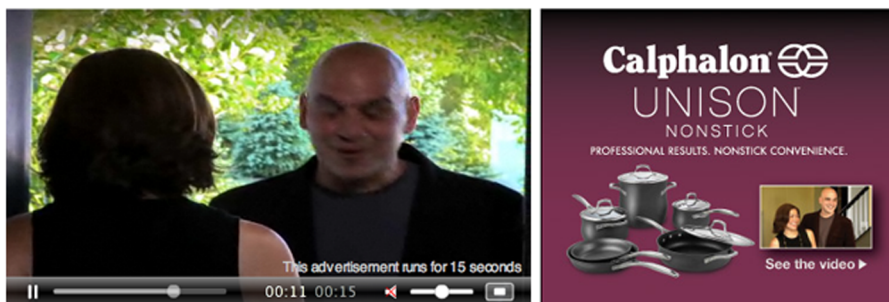 This advertisement runs for 15 seconds
00:11 00:15
Calphalon®
UNISON™
NONSTICK
PROFESSIONAL RESULTS. NONSTICK CONVENIENCE.
See the video